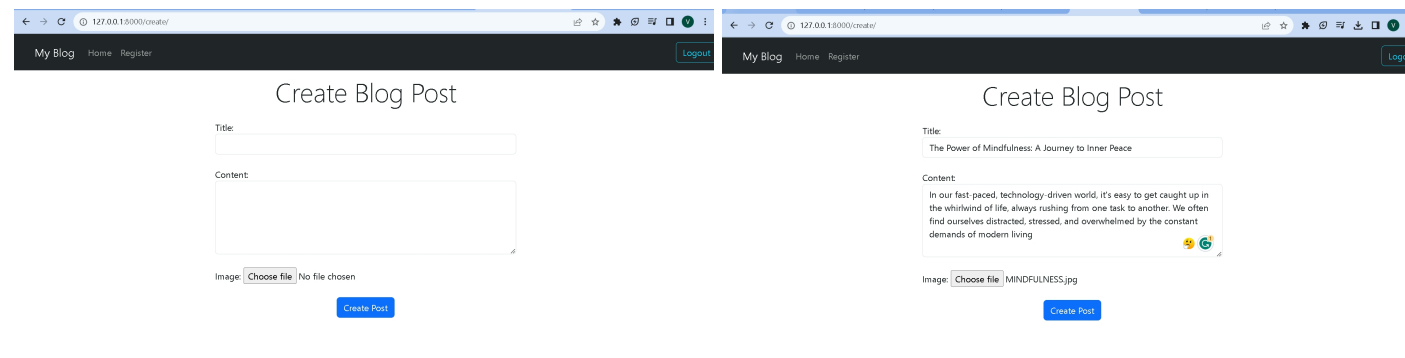 127.0.0.1:8000/create/
My Blog Home Register Logout
Create Blog Post
Title:
Content:
Image: Choose file No file chosen
Create Post
127.0.0.1:8000/create/
My Blog Home Register Logo
Create Blog Post
Title:
The Power of Mindfulness: A Journey to Inner Peace
Content:
In our fast-paced, technology-driven world, it's easy to get caught up in
the whirlwind of life, always rushing from one task to another. We often
find ourselves distracted, stressed, and overwhelmed by the constant
demands of modern living
Image: Choose file MINDFULNESS.jpg
Create Post